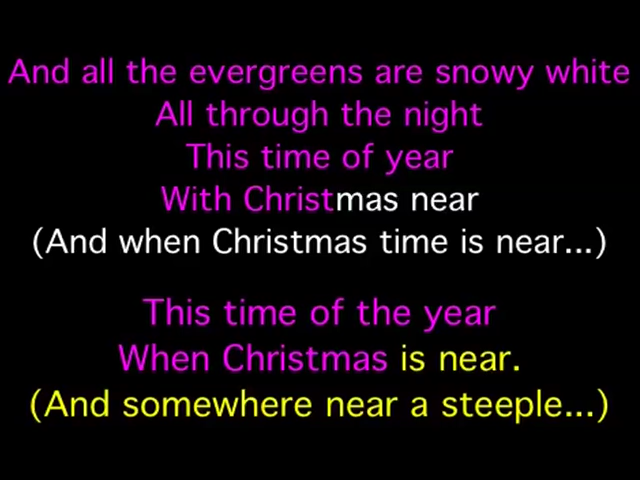 And all the evergreens are snowy white
All through the night
This time of year
With Christmas near
(And when Christmas time is near...)
This time of the year
When Christmas is near.
(And somewhere near a steeple...)